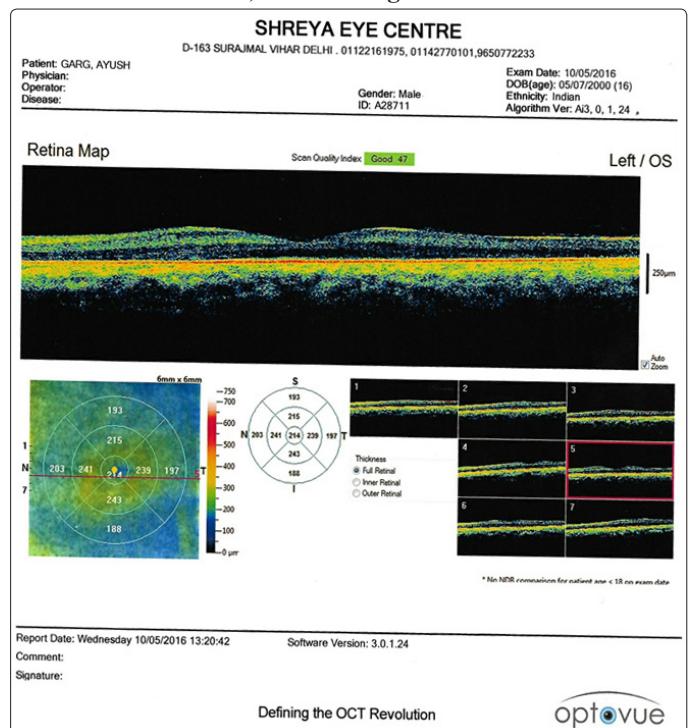 SHREYA EYE CENTRE
D-163 SURAJMAL VIHAR DELHI . 01122161975, 01142770101,9650772233
Patient: GARG, AYUSH
Physician:
Operator:
Disease:
Gender: Male
ID: A28711
Exam Date: 10/05/2016
DOB(age): 05/07/2000 (16)
Ethnicity: Indian
Algorithm Ver: Ai3, 0, 1, 24 ,
Retina Map
Scan Quality Index Good 47
Left / OS
250µm
Auto
Zoom
6mm x 6mm
193
215
1
N 203 241 214 239 197 T
7
243
188
750
700
600
500
400
300
200
100
0 µm
S
193
215
N 203 241 214 239 197 T
243
188
I
Thickness
Full Retinal
Inner Retinal
Outer Retinal
1 2 3
4 5
6 7
* No NDB comparison for patient age < 18 on exam date
Report Date: Wednesday 10/05/2016 13:20:42
Software Version: 3.0.1.24
Comment:
Signature:
Defining the OCT Revolution
optovue